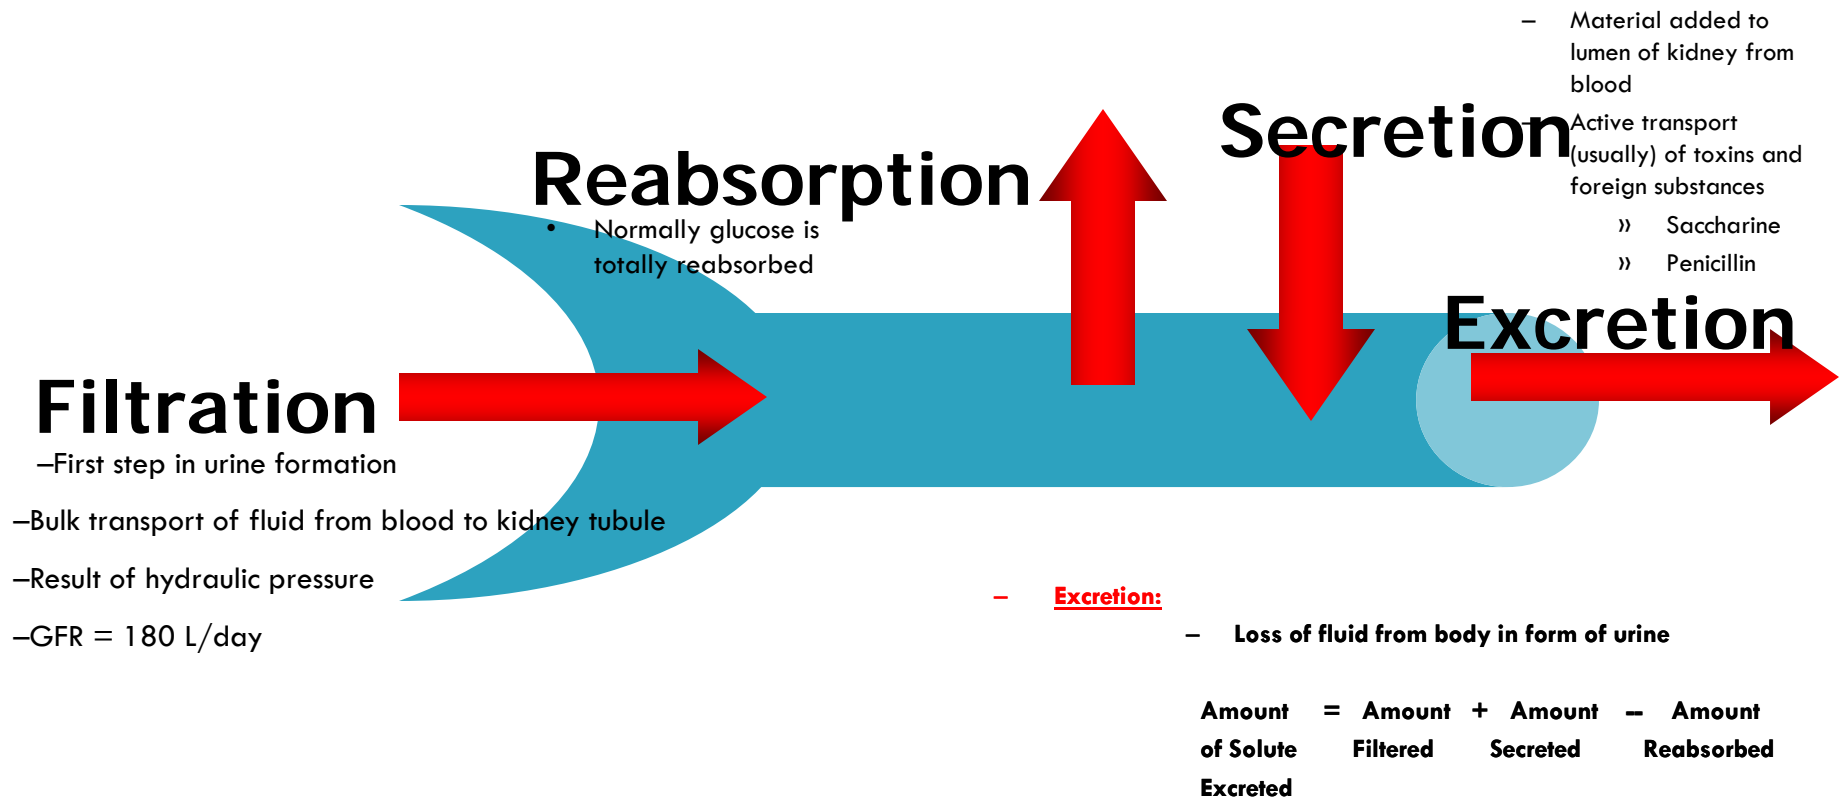 Filtration
–First step in urine formation
–Bulk transport of fluid from blood to kidney tubule
–Result of hydraulic pressure
–GFR = 180 L/day
Reabsorption
• Normally glucose is
totally reabsorbed
Secretion
– Material added to
lumen of kidney from
blood
– Active transport
(usually) of toxins and
foreign substances
» Saccharine
» Penicillin
Excretion
– Excretion:
– Loss of fluid from body in form of urine
Amount = Amount + Amount -- Amount
of Solute Filtered Secreted Reabsorbed
Excreted